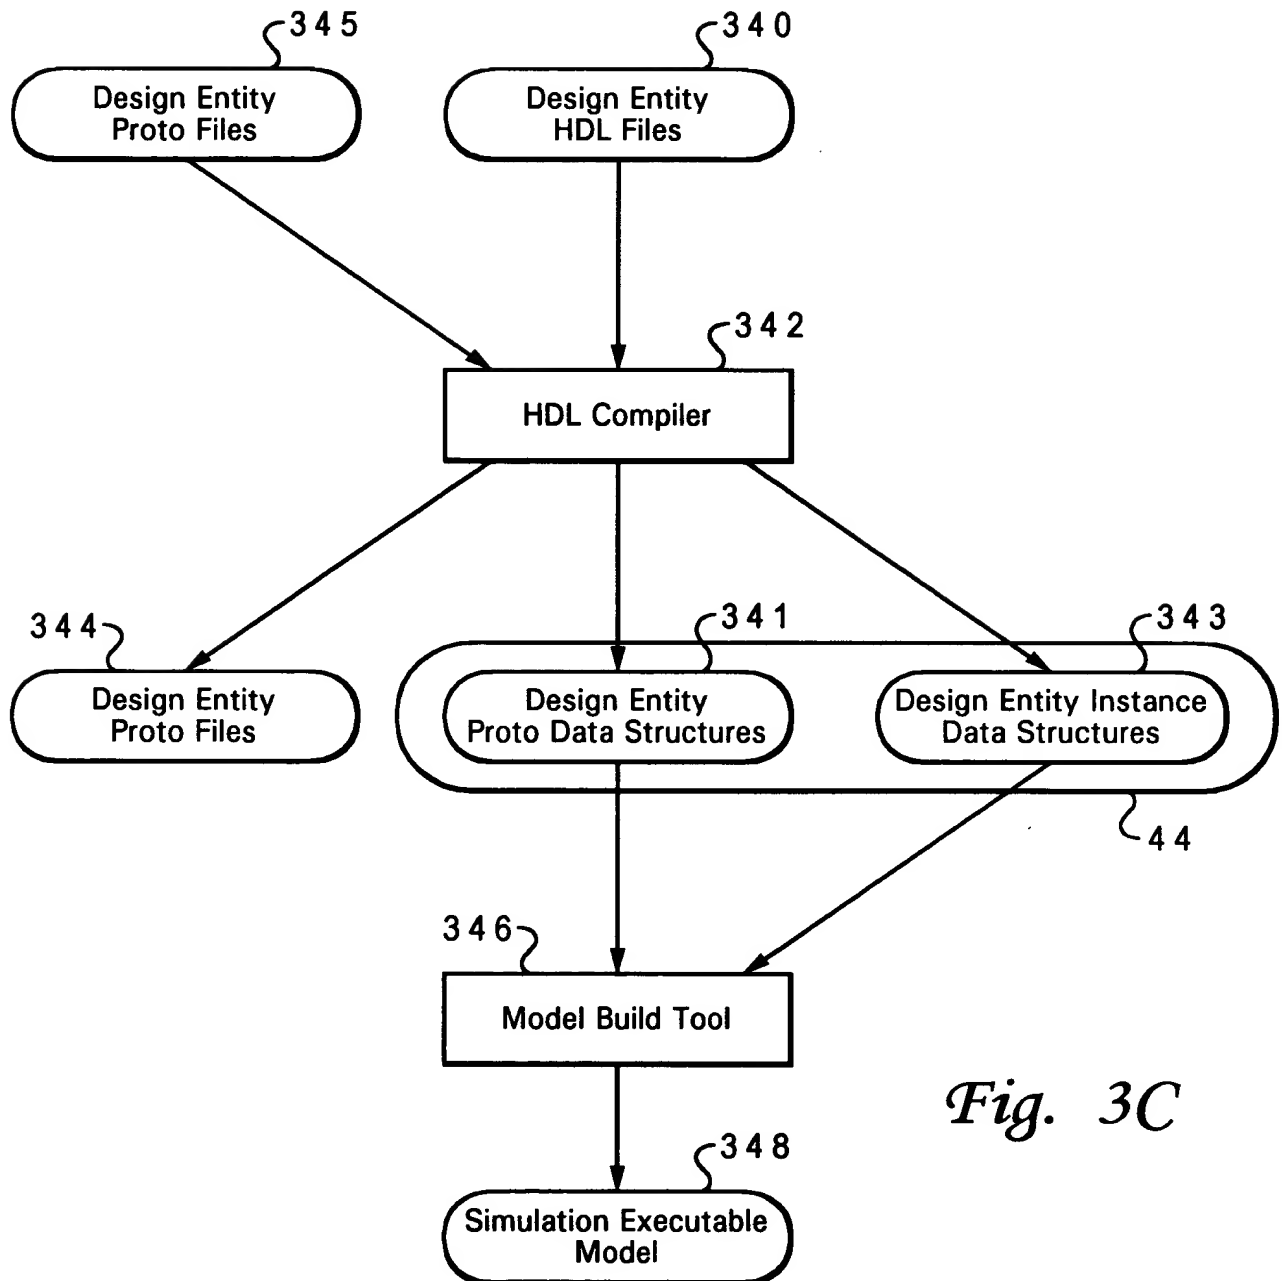 345
340
Design Entity
Proto Files
Design Entity
HDL Files
342
HDL Compiler
344
341
343
Design Entity
Proto Files
Design Entity
Proto Data Structures
Design Entity Instance
Data Structures
44
346
Model Build Tool
Fig. 3C
348
Simulation Executable
Model